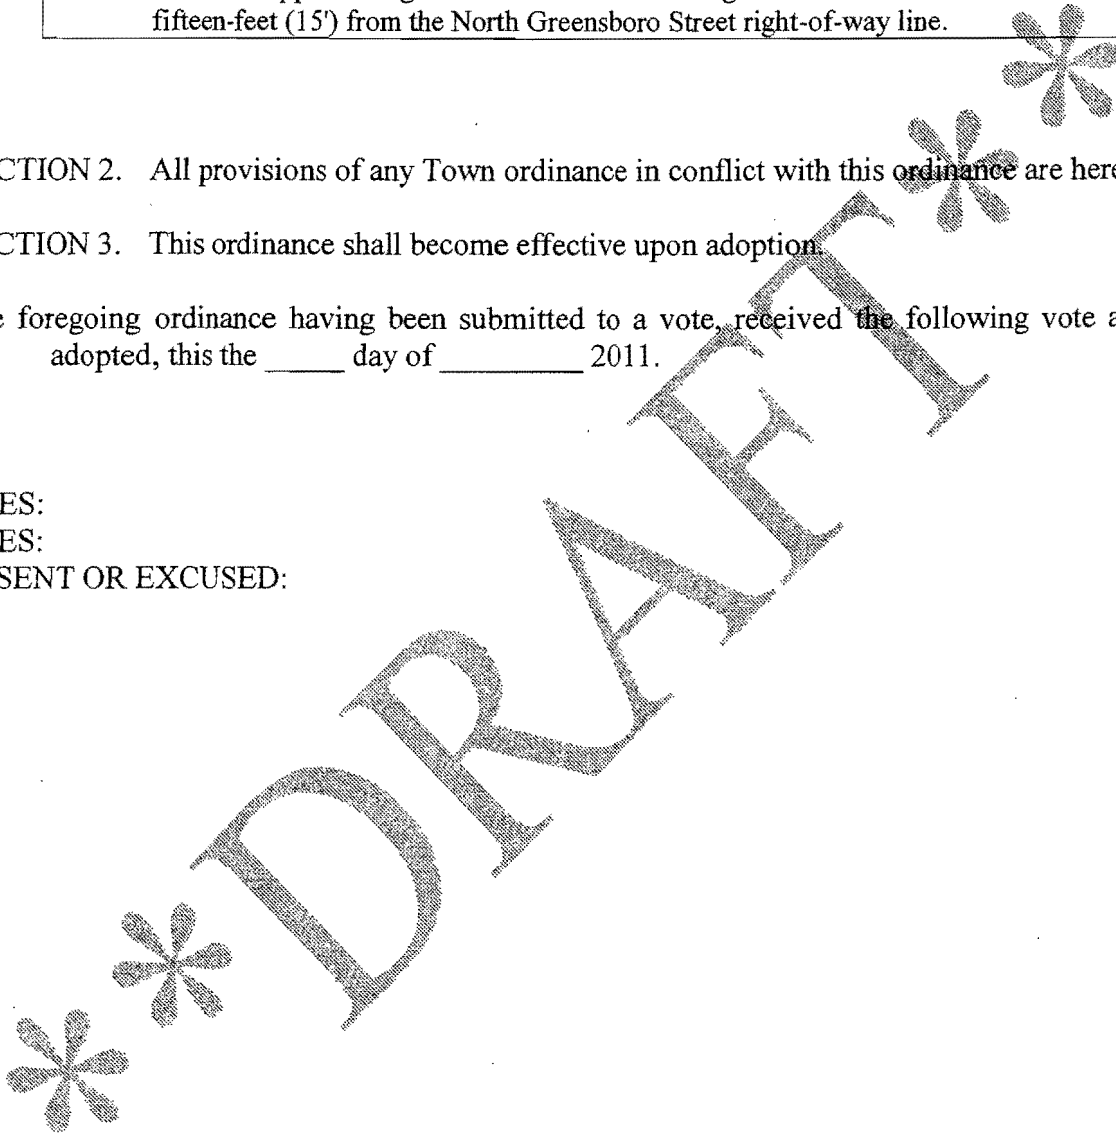 fifteen-feet (15') from the North Greensboro Street right-of-way line.
CTION 2. All provisions of any Town ordinance in conflict with this ordinance are here
CTION 3. This ordinance shall become effective upon adoption.
e foregoing ordinance having been submitted to a vote, received the following vote a
adopted, this the _____ day of _________ 2011.
ES:
ES:
SENT OR EXCUSED:
**DRAFT**